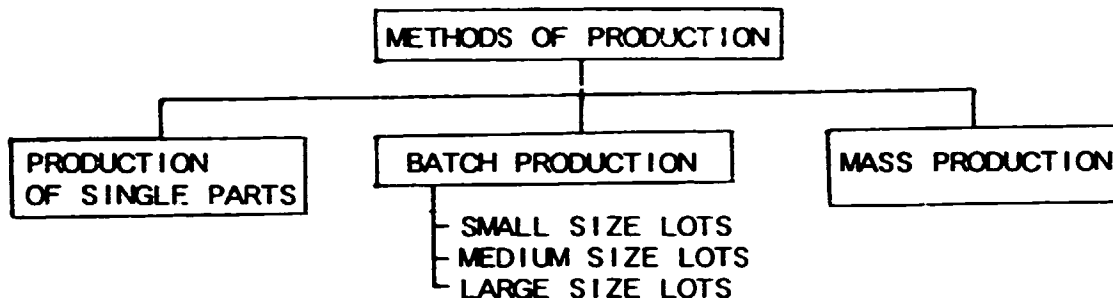 METHODS OF PRODUCTION
PRODUCTION
OF SINGLE PARTS
BATCH PRODUCTION
SMALL SIZE LOTS
MEDIUM SIZE LOTS
LARGE SIZE LOTS
MASS PRODUCTION